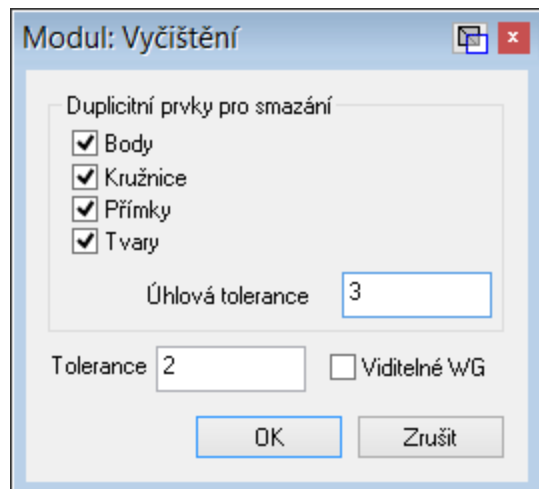 Modul: Vyčištění
Duplicitní prvky pro smazání
Body
Kružnice
Přímky
Tvary
Úhlová tolerance 3
Tolerance 2 Viditelné WG
OK Zrušit